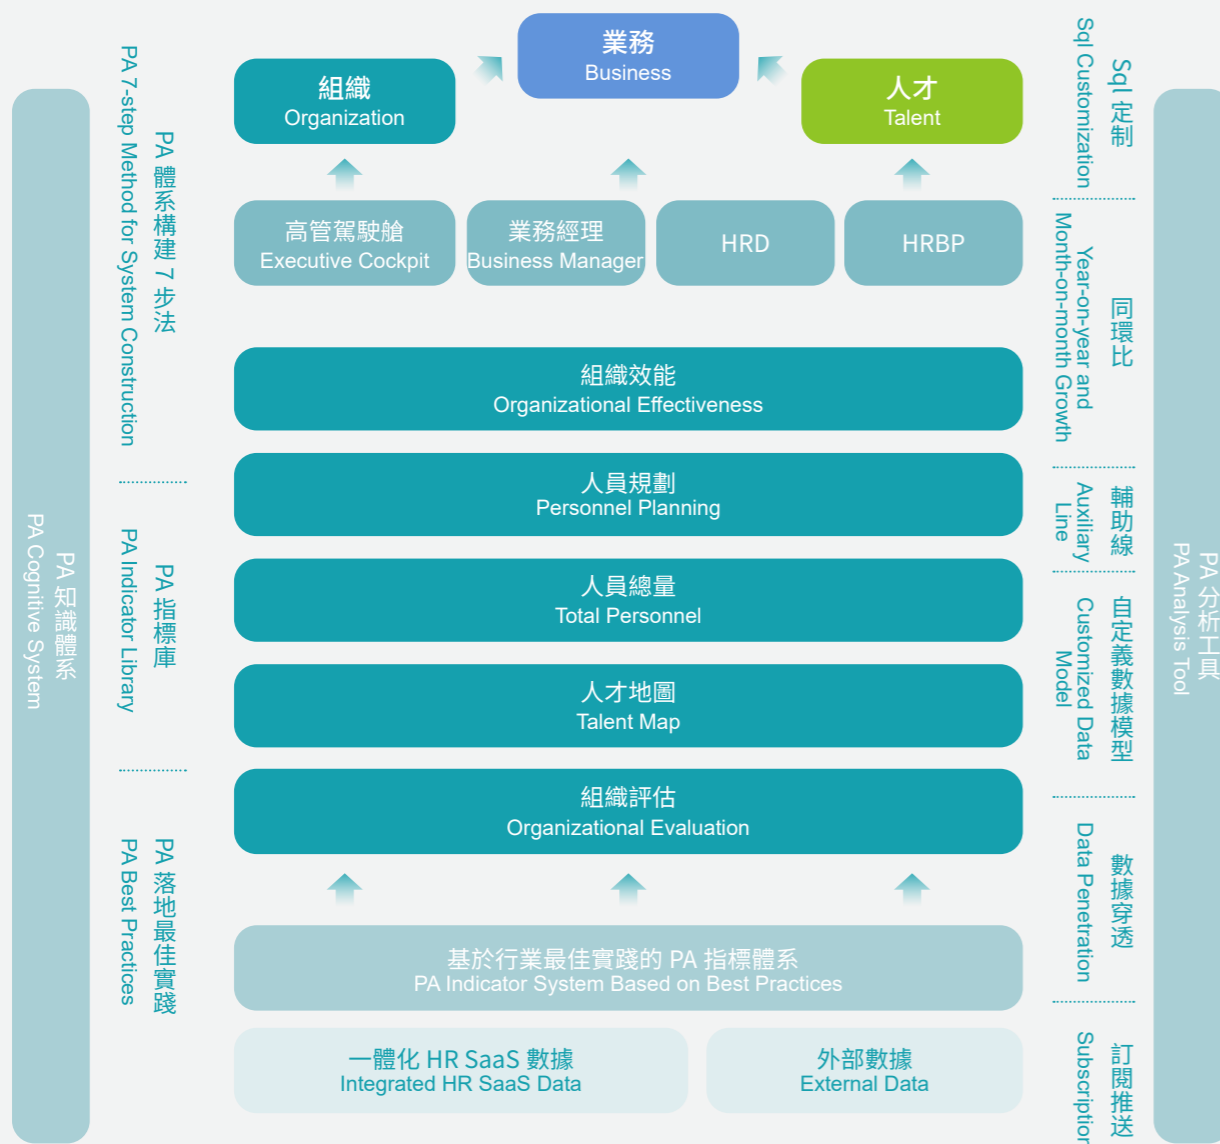 業務
Business
組織
Organization
人才
Talent
高管駕駛艙
Executive Cockpit
業務經理
Business Manager
HRD
HRBP
組織效能
Organizational Effectiveness
人員規劃
Personnel Planning
人員總量
Total Personnel
人才地圖
Talent Map
組織評估
Organizational Evaluation
基於行業最佳實踐的 PA 指標體系
PA Indicator System Based on Best Practices
一體化 HR SaaS 數據
Integrated HR SaaS Data
外部數據
External Data
PA 知識體系
PA Cognitive System
PA 體系構建 7 步法
PA 7-step Method for System Construction
PA 指標庫
PA Indicator Library
PA 落地最佳實踐
PA Best Practices
Sql 定制
Sql Customization
同環比
Year-on-year and
Month-on-month Growth
輔助線
Auxiliary
Line
自定義數據模型
Customized Data
Model
數據穿透
Data Penetration
訂閱推送
Subscription
PA 分析工具
PA Analysis Tool